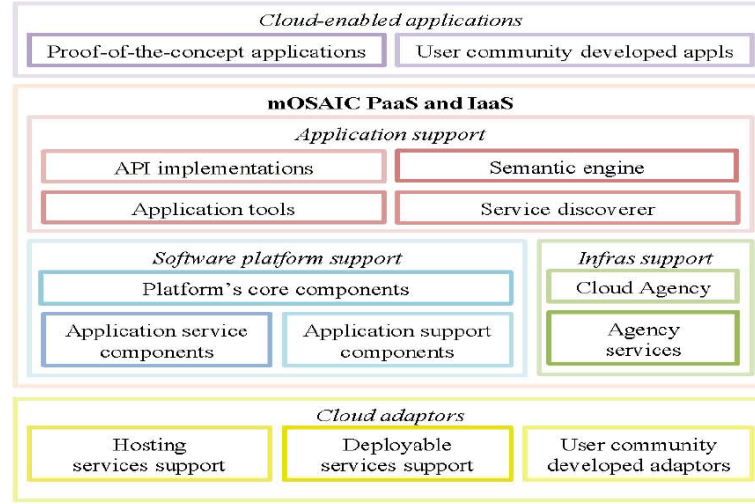 Cloud-enabled applications
Proof-of-the-concept applications
User community developed appls
mOSAIC PaaS and IaaS
Application support
API implementations
Semantic engine
Application tools
Service discoverer
Software platform support
Platform's core components
Application service
components
Application support
components
Infras support
Cloud Agency
Agency
services
Cloud adaptors
Hosting
services support
Deployable
services support
User community
developed adaptors